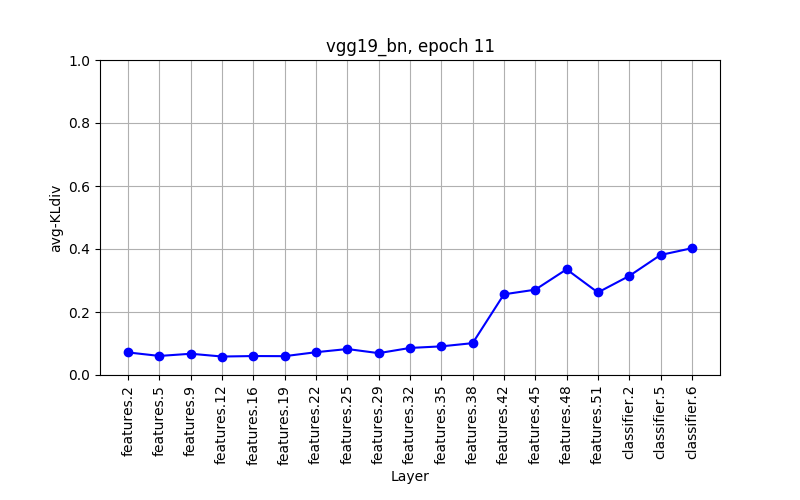 vgg19_bn, epoch 11
1.0
0.8
0.6
0.4
0.2
0.0
avg-KLdiv
features.2
features.5
features.9
features.12
features.16
features.19
features.22
features.25
features.29
features.32
features.35
features.38
features.42
features.45
features.48
features.51
classifier.2
classifier.5
classifier.6
Layer